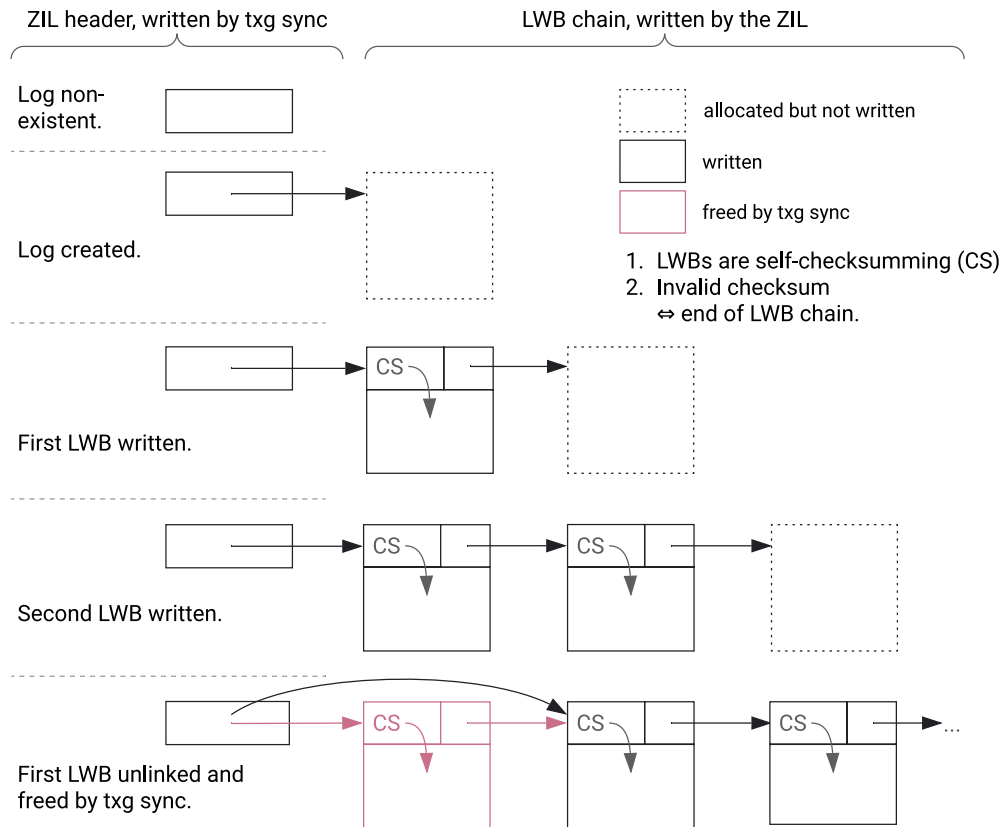 ZIL header, written by txg sync
LWB chain, written by the ZIL
Log non-
existent.
allocated but not written
written
freed by txg sync
Log created.
1. LWBs are self-checksumming (CS)
2. Invalid checksum
⇔ end of LWB chain.
CS
First LWB written.
CS
CS
Second LWB written.
CS
CS
CS
...
First LWB unlinked and
freed by txg sync.